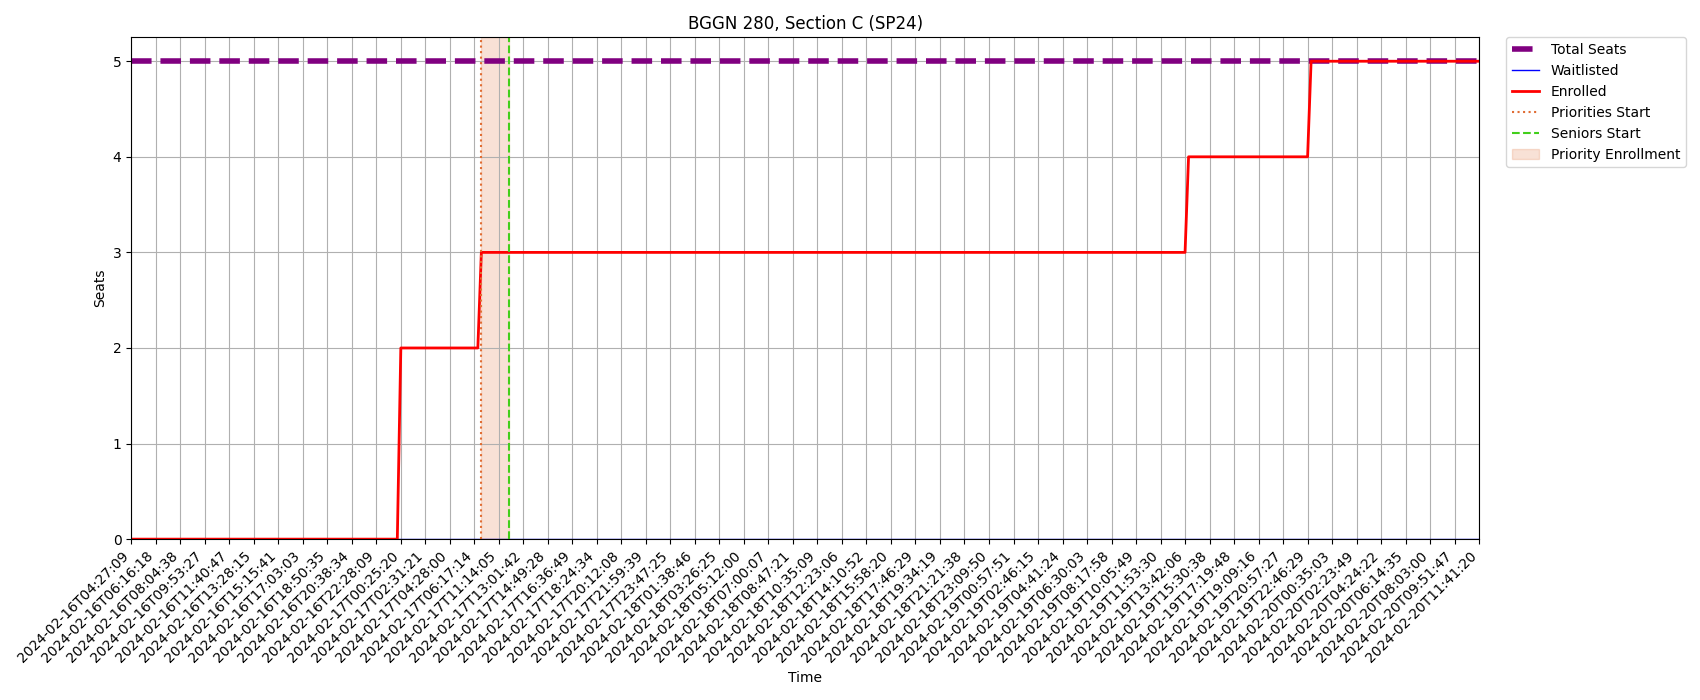 BGGN 280, Section C (SP24)
Total Seats
Waitlisted
Enrolled
Priorities Start
Seniors Start
Priority Enrollment
Seats
5
4
3
2
1
0
2024-02-16T04:27:09
2024-02-16T06:16:18
2024-02-16T08:04:38
2024-02-16T09:53:27
2024-02-16T11:40:47
2024-02-16T13:28:15
2024-02-16T15:15:41
2024-02-16T17:03:03
2024-02-16T18:50:35
2024-02-16T20:38:34
2024-02-16T22:28:09
2024-02-17T00:25:20
2024-02-17T02:31:21
2024-02-17T04:28:00
2024-02-17T06:17:14
2024-02-17T11:14:05
2024-02-17T13:01:42
2024-02-17T14:49:28
2024-02-17T16:36:49
2024-02-17T18:24:34
2024-02-17T20:12:08
2024-02-17T21:59:39
2024-02-17T23:47:25
2024-02-18T01:38:46
2024-02-18T03:26:25
2024-02-18T05:12:00
2024-02-18T07:00:07
2024-02-18T08:47:21
2024-02-18T10:35:09
2024-02-18T12:23:06
2024-02-18T14:10:52
2024-02-18T15:58:20
2024-02-18T17:46:29
2024-02-18T19:34:19
2024-02-18T21:21:38
2024-02-18T23:09:50
2024-02-19T00:57:51
2024-02-19T02:46:15
2024-02-19T04:41:24
2024-02-19T06:30:03
2024-02-19T08:17:58
2024-02-19T10:05:49
2024-02-19T11:53:30
2024-02-19T13:42:06
2024-02-19T15:30:38
2024-02-19T17:19:48
2024-02-19T19:09:16
2024-02-19T20:57:27
2024-02-19T22:46:29
2024-02-20T00:35:03
2024-02-20T02:23:49
2024-02-20T04:24:22
2024-02-20T06:14:35
2024-02-20T08:03:00
2024-02-20T09:51:47
2024-02-20T11:41:20
Time